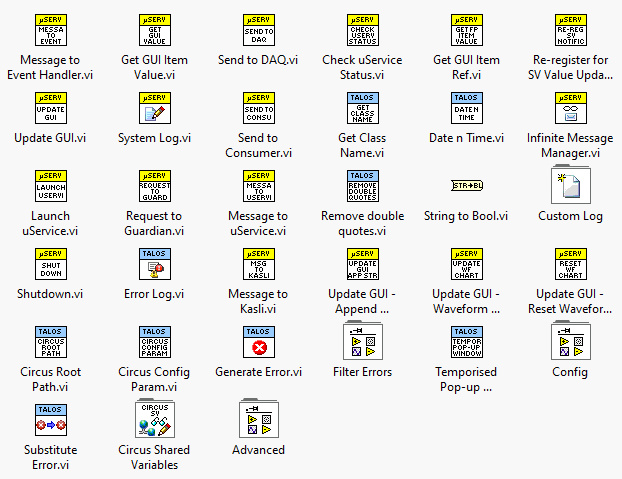 µSERV µSERV µSERV µSERV µSERV µSERV
MESSA GET SEND TO CHECK GET FP RE-REG
TO GUI DAQ USERV ITEM SV
EVENT VALUE STATUS VALUE NOTIFIC
Message to Get GUI Item Send to DAQ.vi Check uService Get GUI Item Re-register for
Event Handler.vi Value.vi Status.vi Ref.vi SV Value Upda...
µSERV µSERV µSERV TALOS TALOS µSERV
UPDATE SEND TO GET DATE N
GUI CONSU CLASS TIME
NAME
Update GUI.vi System Log.vi Send to Get Class Date n Time.vi Infinite Message
Consumer.vi Name.vi Manager.vi
µSERV µSERV µSERV TALOS
LAUNCH REQUEST MESSA REMOVE STR BL
USERVI TO TO DOUBLE
GUARD USERVI QUOTES
Launch Request to Message to Remove double String to Bool.vi Custom Log
uService.vi Guardian.vi uService.vi quotes.vi
µSERV TALOS µSERV µSERV µSERV µSERV
SHUT MSG UPDATE UPDATE RESET
DOWN TO GUI WF WF
KASLI APP STR CHART CHART
Shutdown.vi Error Log.vi Message to Update GUI - Update GUI - Update GUI -
Kasli.vi Append ... Waveform ... Reset Wavefor...
TALOS TALOS TALOS TALOS
CIRCUS CIRCUS TEMPOR
ROOT CONFIG POP-UP
PATH PARAM WINDOW
Circus Root Circus Config Generate Error.vi Filter Errors Temporised Config
Path.vi Param.vi Pop-up ...
TALOS CIRCUS
SV
Substitute Circus Shared Advanced
Error.vi Variables